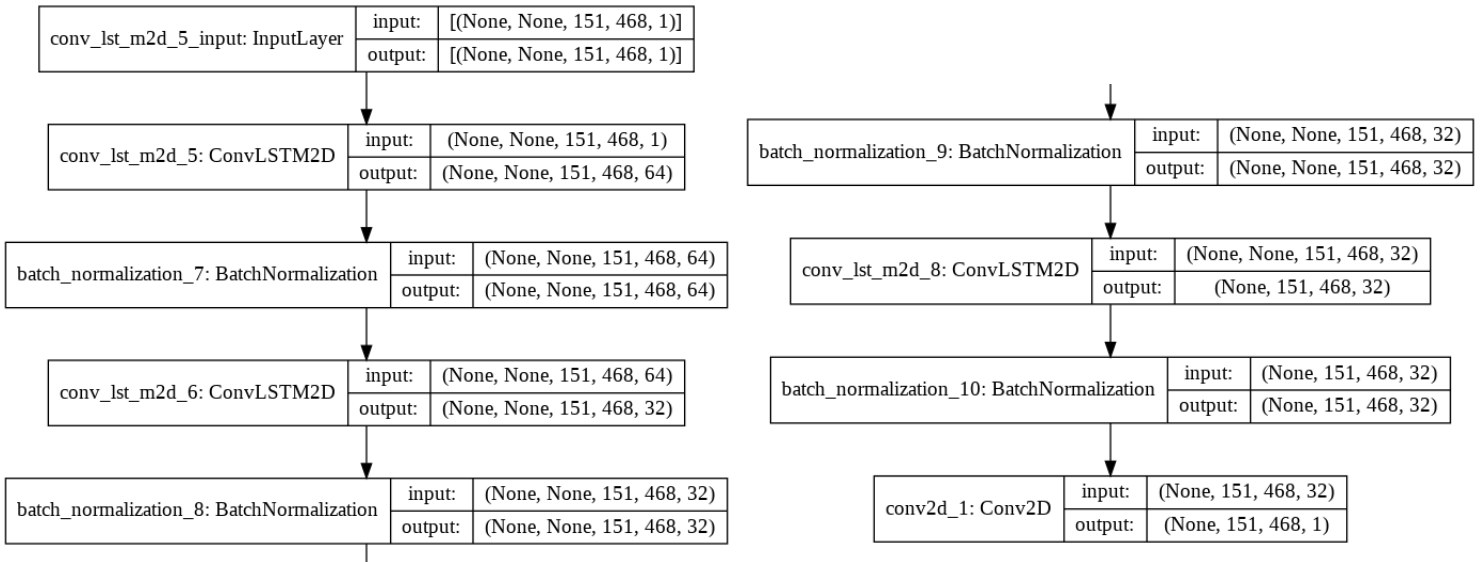 conv_lst_m2d_5_input: InputLayer
input: [(None, None, 151, 468, 1)]
output: [(None, None, 151, 468, 1)]
conv_lst_m2d_5: ConvLSTM2D
input: (None, None, 151, 468, 1)
output: (None, None, 151, 468, 64)
batch_normalization_7: BatchNormalization
input: (None, None, 151, 468, 64)
output: (None, None, 151, 468, 64)
conv_lst_m2d_6: ConvLSTM2D
input: (None, None, 151, 468, 64)
output: (None, None, 151, 468, 32)
batch_normalization_8: BatchNormalization
input: (None, None, 151, 468, 32)
output: (None, None, 151, 468, 32)
batch_normalization_9: BatchNormalization
input: (None, None, 151, 468, 32)
output: (None, None, 151, 468, 32)
conv_lst_m2d_8: ConvLSTM2D
input: (None, None, 151, 468, 32)
output: (None, 151, 468, 32)
batch_normalization_10: BatchNormalization
input: (None, 151, 468, 32)
output: (None, 151, 468, 32)
conv2d_1: Conv2D
input: (None, 151, 468, 32)
output: (None, 151, 468, 1)